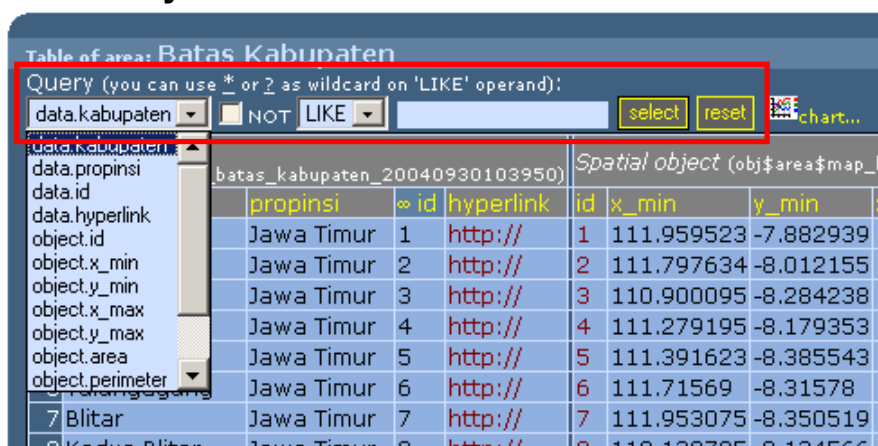 Table of area: Batas Kabupaten
Query (you can use * or ? as wildcard on 'LIKE' operand):
data.kabupaten NOT LIKE select reset chart...
data.kabupaten
data.propinsi
data.id
data.hyperlink
object.id
object.x_min
object.y_min
object.x_max
object.y_max
object.area
object.perimeter
_batas_kabupaten_20040930103950) Spatial object (obj$area$map_
propinsi ∞ id hyperlink id x_min y_min
Jawa Timur 1 http:// 1 111.959523 -7.882939
Jawa Timur 2 http:// 2 111.797634 -8.012155
Jawa Timur 3 http:// 3 110.900095 -8.284238
Jawa Timur 4 http:// 4 111.279195 -8.179353
Jawa Timur 5 http:// 5 111.391623 -8.385543
Jawa Timur 6 http:// 6 111.71569 -8.31578
7 Blitar Jawa Timur 7 http:// 7 111.953075 -8.350519